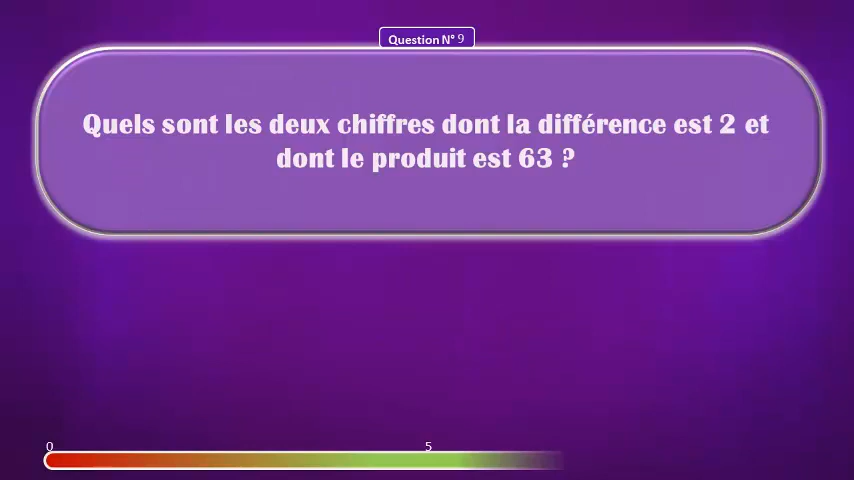 Question N° 9
Quels sont les deux chiffres dont la différence est 2 et
dont le produit est 63 ?
0 5